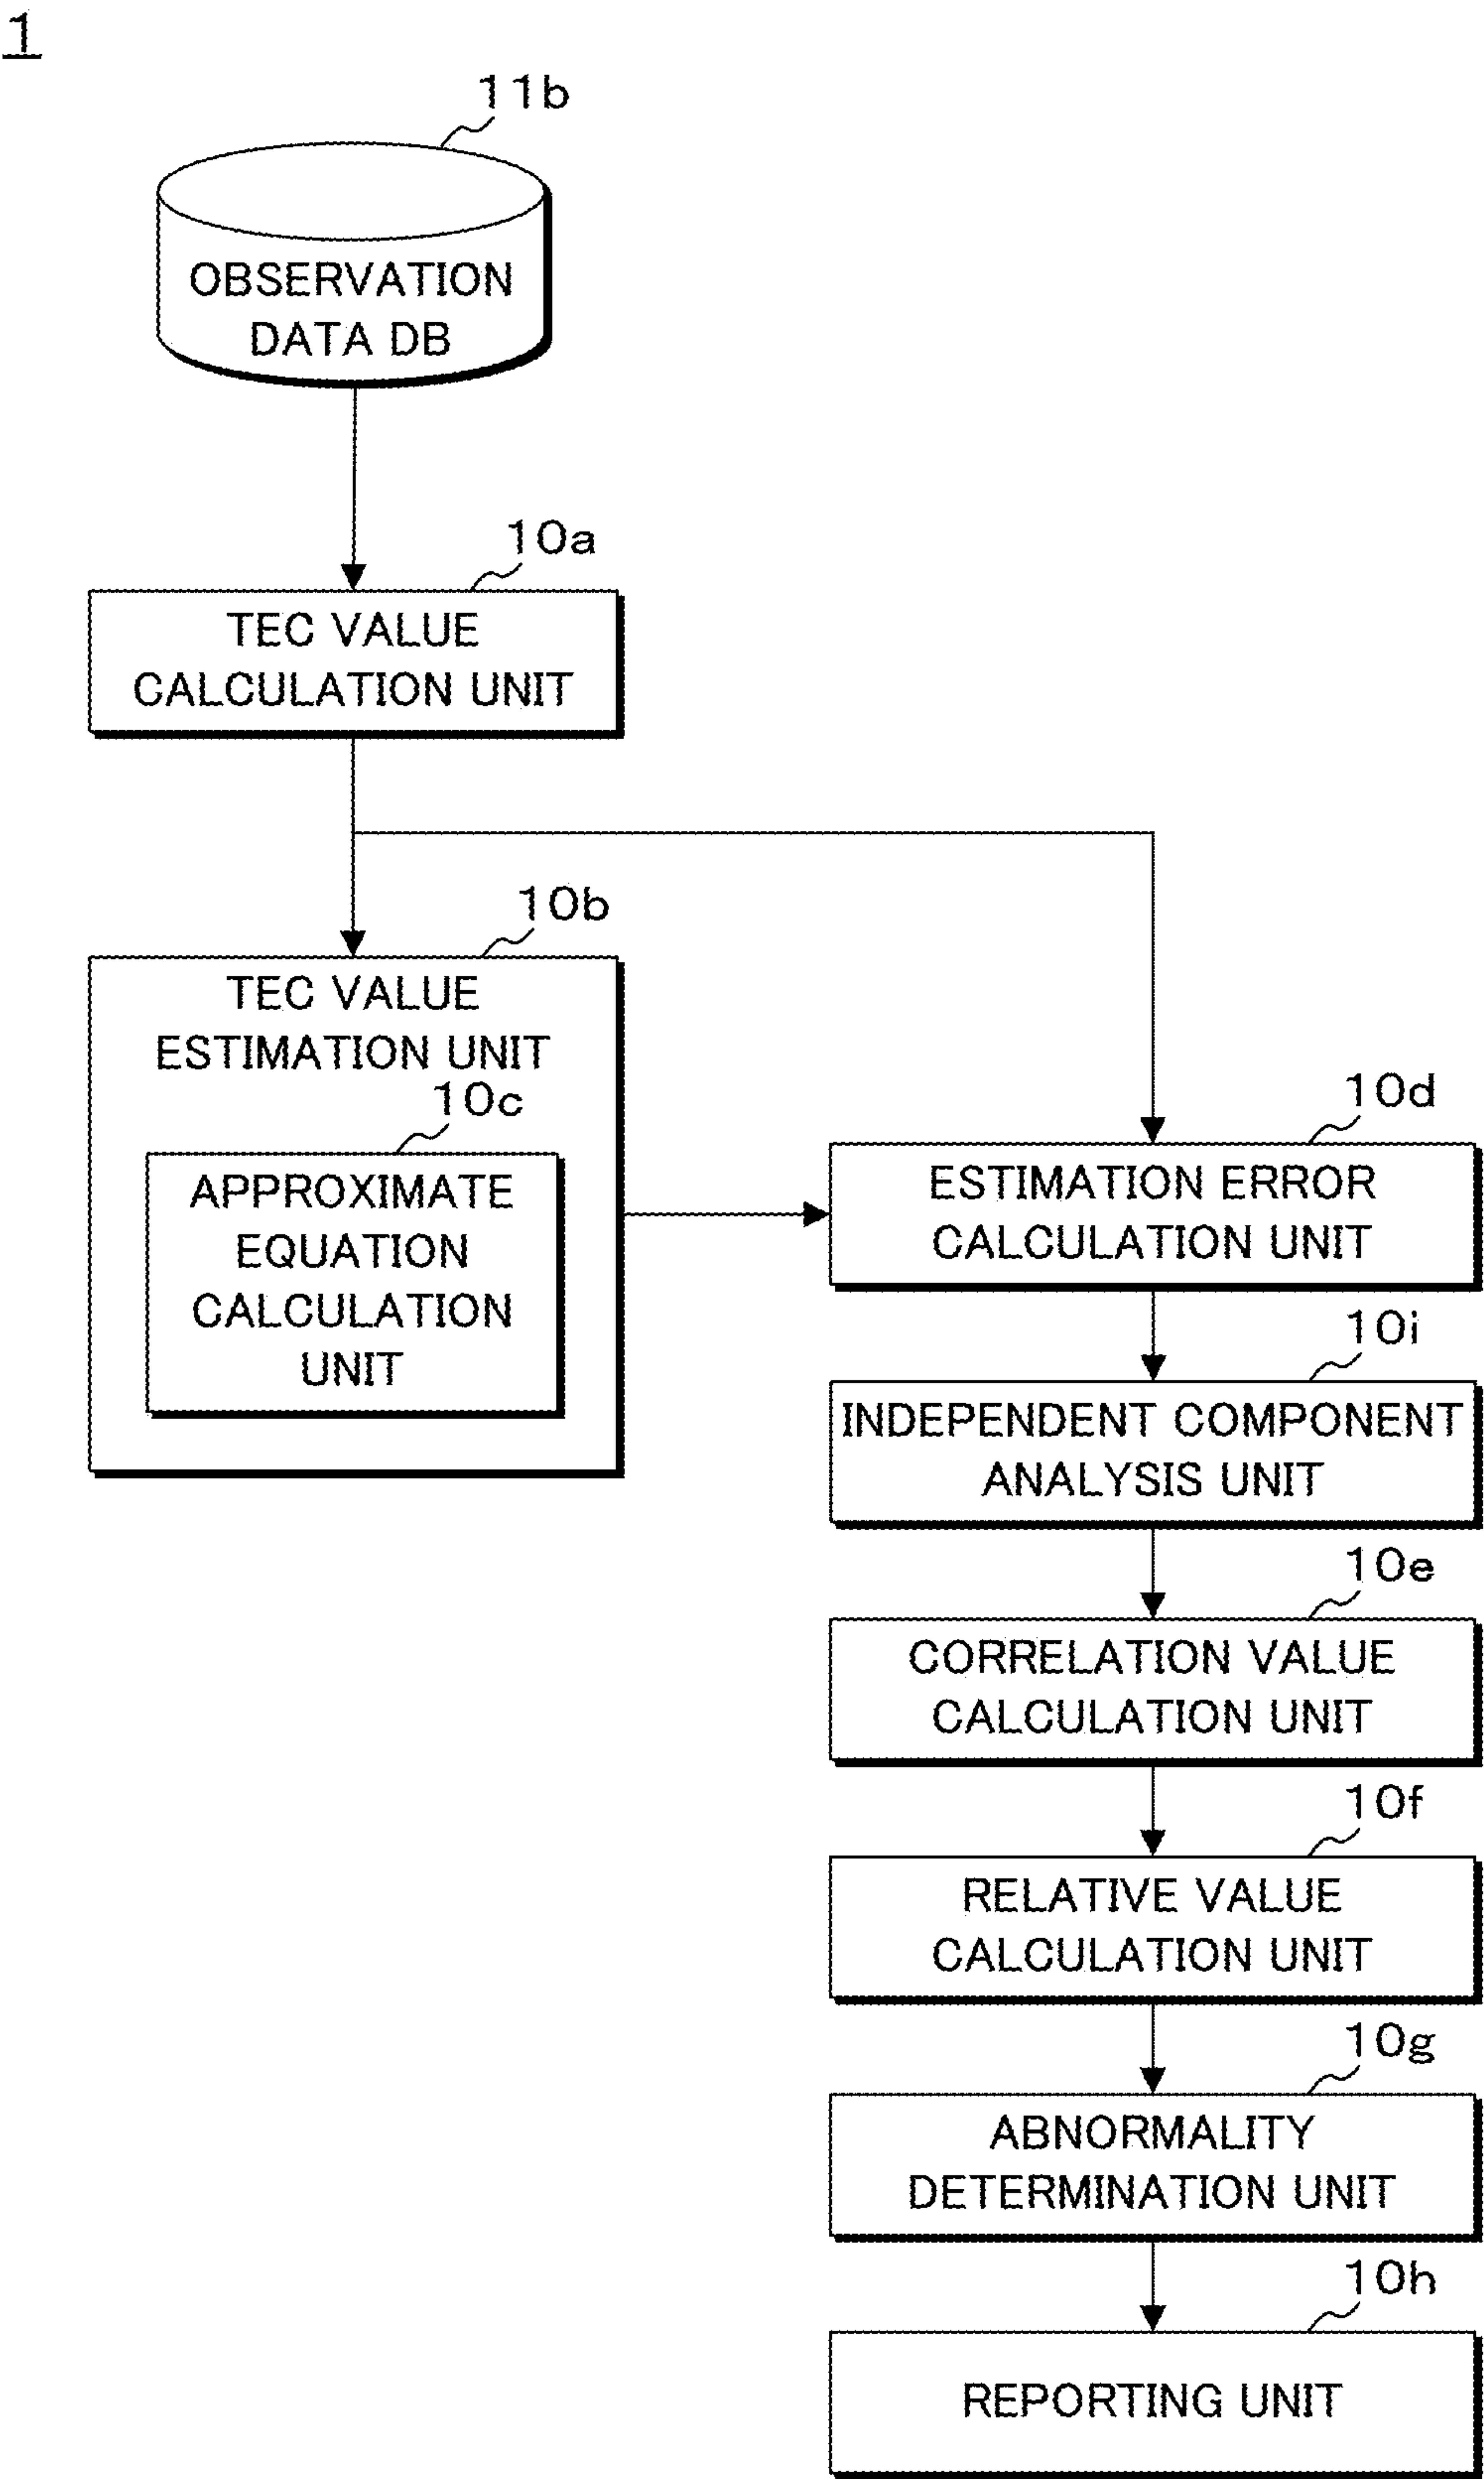 1
11b
OBSERVATION
DATA DB
10a
TEC VALUE
CALCULATION UNIT
10b
TEC VALUE
ESTIMATION UNIT
10c
APPROXIMATE
EQUATION
CALCULATION
UNIT
10d
ESTIMATION ERROR
CALCULATION UNIT
10i
INDEPENDENT COMPONENT
ANALYSIS UNIT
10e
CORRELATION VALUE
CALCULATION UNIT
10f
RELATIVE VALUE
CALCULATION UNIT
10g
ABNORMALITY
DETERMINATION UNIT
10h
REPORTING UNIT